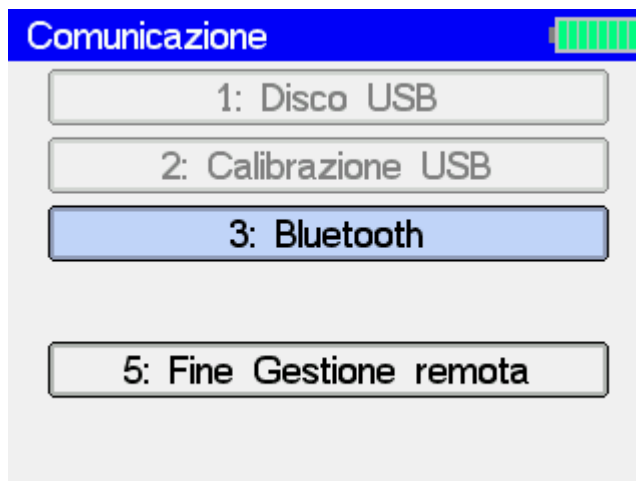 Comunicazione
1: Disco USB
2: Calibrazione USB
3: Bluetooth
5: Fine Gestione remota